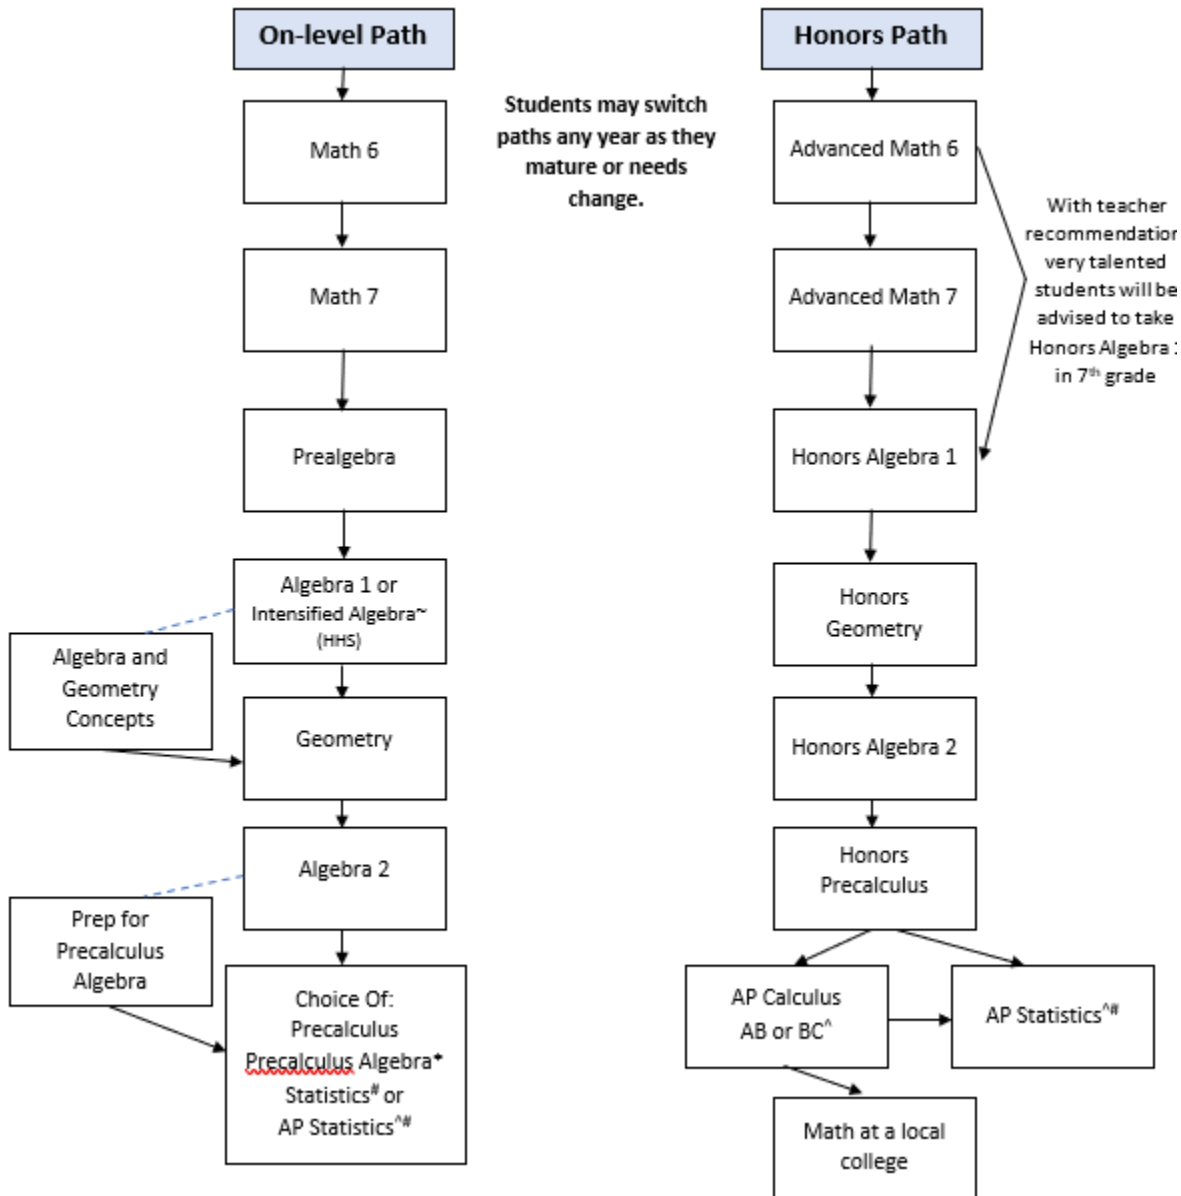 On-level Path
Math 6
Math 7
Prealgebra
Algebra 1 or
Intensified Algebra~
(HHS)
Algebra and
Geometry
Concepts
Geometry
Algebra 2
Prep for
Precalculus
Algebra
Choice Of:
Precalculus
Precalculus Algebra*
Statistics# or
AP Statistics^#
Students may switch
paths any year as they
mature or needs
change.
Honors Path
Advanced Math 6
With teacher
recommendation
very talented
students will be
advised to take
Honors Algebra 1
in 7th grade
Advanced Math 7
Honors Algebra 1
Honors
Geometry
Honors Algebra 2
Honors
Precalculus
AP Calculus
AB or BC^
AP Statistics^#
Math at a local
college